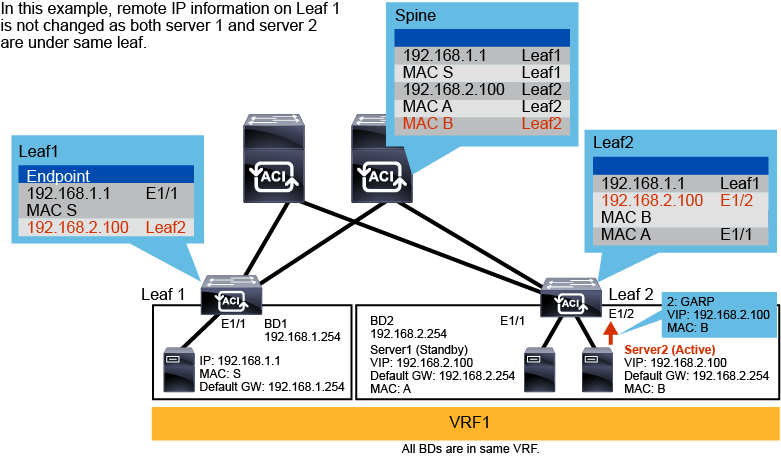 In this example, remote IP information on Leaf 1
is not changed as both server 1 and server 2
are under same leaf.
Spine
192.168.1.1 Leaf1
MAC S Leaf1
192.168.2.100 Leaf2
MAC A Leaf2
MAC B Leaf2
Leaf1
Endpoint
192.168.1.1 E1/1
MAC S
192.168.2.100 Leaf2
Leaf2
192.168.1.1 Leaf1
192.168.2.100 E1/2
MAC B
MAC A E1/1
ACI
ACI
ACI
ACI
Leaf 1
Leaf 2
E1/1
BD1
192.168.1.254
IP: 192.168.1.1
MAC: S
Default GW: 192.168.1.254
BD2
192.168.2.254
E1/1
E1/2
2: GARP
VIP: 192.168.2.100
MAC: B
Server1 (Standby)
VIP: 192.168.2.100
Default GW: 192.168.2.254
MAC: A
Server2 (Active)
VIP: 192.168.2.100
Default GW: 192.168.2.254
MAC: B
VRF1
All BDs are in same VRF.